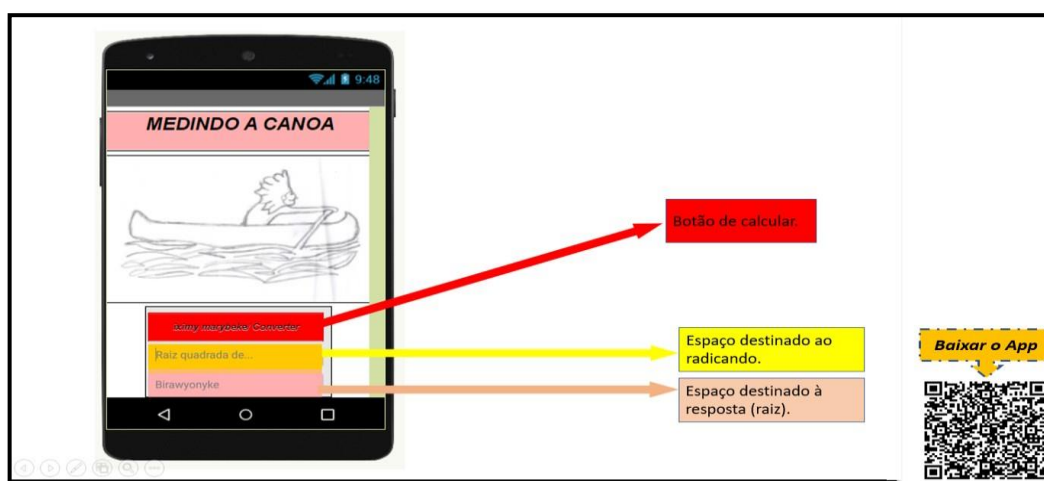 9:48
MEDINDO A CANOA
Converter
Raiz quadrada de...
Birawyonyke
Botão de calcular.
Espaço destinado ao
radicando.
Espaço destinado à
resposta (raiz).
Baixar o App